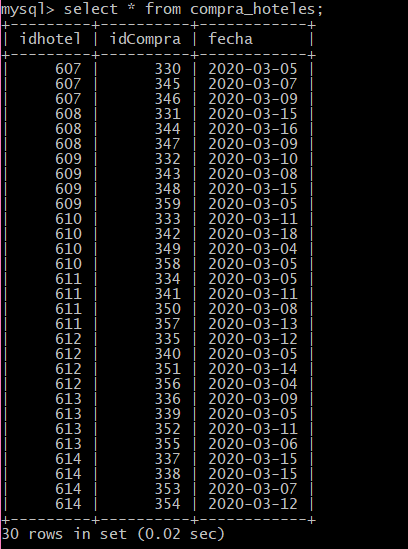 mysql> select * from compra_hoteles;
+---------+----------+------------+
| idhotel | idCompra | fecha      |
+---------+----------+------------+
|     607 |      330 | 2020-03-05 |
|     607 |      345 | 2020-03-07 |
|     607 |      346 | 2020-03-09 |
|     608 |      331 | 2020-03-15 |
|     608 |      344 | 2020-03-16 |
|     608 |      347 | 2020-03-09 |
|     609 |      332 | 2020-03-10 |
|     609 |      343 | 2020-03-08 |
|     609 |      348 | 2020-03-15 |
|     609 |      359 | 2020-03-05 |
|     610 |      333 | 2020-03-11 |
|     610 |      342 | 2020-03-18 |
|     610 |      349 | 2020-03-04 |
|     610 |      358 | 2020-03-05 |
|     611 |      334 | 2020-03-05 |
|     611 |      341 | 2020-03-11 |
|     611 |      350 | 2020-03-08 |
|     611 |      357 | 2020-03-13 |
|     612 |      335 | 2020-03-12 |
|     612 |      340 | 2020-03-05 |
|     612 |      351 | 2020-03-14 |
|     612 |      356 | 2020-03-04 |
|     613 |      336 | 2020-03-09 |
|     613 |      339 | 2020-03-05 |
|     613 |      352 | 2020-03-11 |
|     613 |      355 | 2020-03-06 |
|     614 |      337 | 2020-03-15 |
|     614 |      338 | 2020-03-15 |
|     614 |      353 | 2020-03-07 |
|     614 |      354 | 2020-03-12 |
+---------+----------+------------+
30 rows in set (0.02 sec)